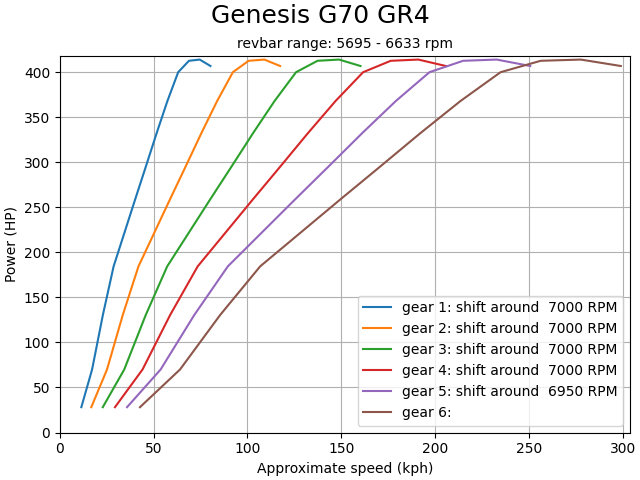 Genesis G70 GR4
revbar range: 5695 - 6633 rpm
400
350
300
250
200
150
100
50
0
Power (HP)
gear 1: shift around  7000 RPM
gear 2: shift around  7000 RPM
gear 3: shift around  7000 RPM
gear 4: shift around  7000 RPM
gear 5: shift around  6950 RPM
gear 6:
0 50 100 150 200 250 300
Approximate speed (kph)